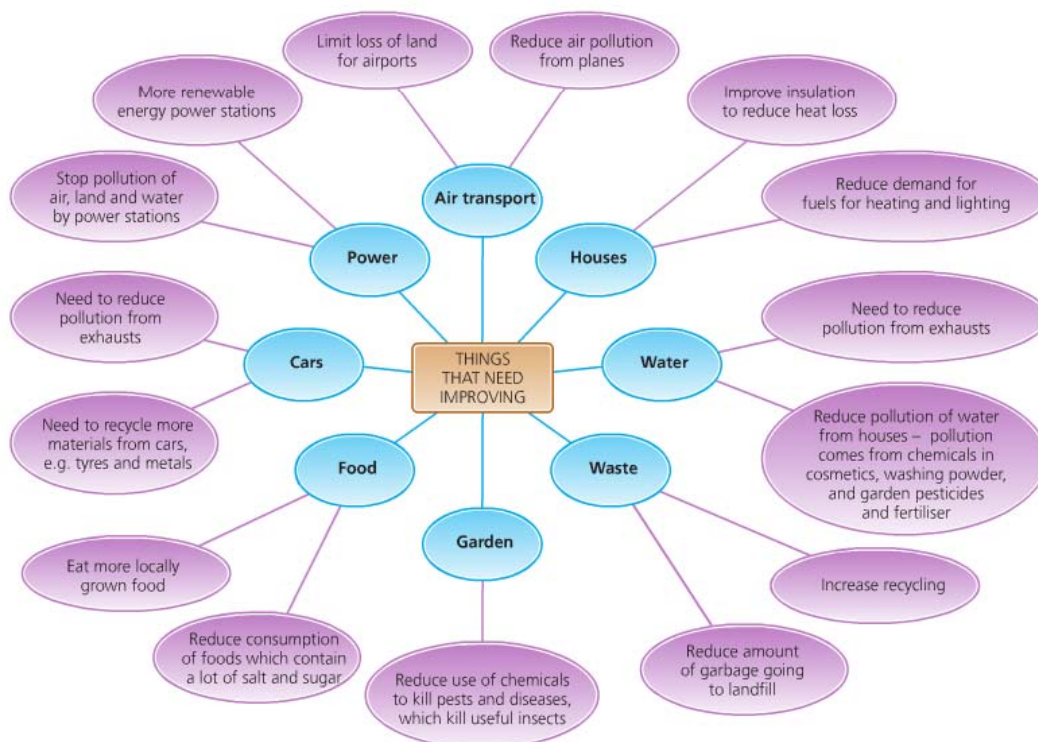 Limit loss of land
for airports
Reduce air pollution
from planes
More renewable
energy power stations
Improve insulation
to reduce heat loss
Stop pollution of
air, land and water
by power stations
Air transport
Reduce demand for
fuels for heating and lighting
Power
Houses
Need to reduce
pollution from
exhausts
Need to reduce
pollution from exhausts
Cars
THINGS
THAT NEED
IMPROVING
Water
Need to recycle more
materials from cars,
e.g. tyres and metals
Reduce pollution of water
from houses – pollution
comes from chemicals in
cosmetics, washing powder,
and garden pesticides
and fertiliser
Food
Waste
Garden
Eat more locally
grown food
Increase recycling
Reduce consumption
of foods which contain
a lot of salt and sugar
Reduce use of chemicals
to kill pests and diseases,
which kill useful insects
Reduce amount
of garbage going
to landfill